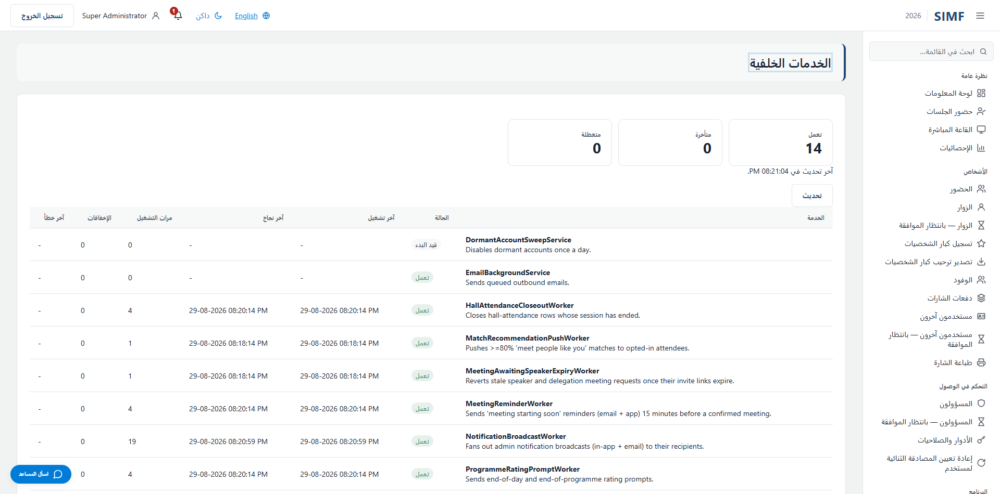 SIMF
2026
English
داكن
1
Super Administrator
تسجيل الخروج
ابحث في القائمة...
نظرة عامة
لوحة المعلومات
حضور الجلسات
القاعة المباشرة
الإحصائيات
الأشخاص
الحضور
الزوار
الزوار — بانتظار الموافقة
تسجيل كبار الشخصيات
تصدير ترحيب كبار الشخصيات
الوفود
دفعات الشارات
مستخدمون آخرون
مستخدمون آخرون — بانتظار
الموافقة
طباعة الشارة
التحكم في الوصول
المسؤولون
المسؤولون — بانتظار الموافقة
الأدوار والصلاحيات
إعادة تعيين المصادقة الثنائية
لمستخدم
البرنامج
الخدمات الخلفية
تعمل
14
متأخرة
0
متعطلة
0
آخر تحديث في 08:21:04 PM.
تحديث
الخدمة الحالة آخر تشغيل آخر نجاح مرات التشغيل الإخفاقات آخر خطأ
DormantAccountSweepService
Disables dormant accounts once a day.
قيد البدء - - 0 0 -
EmailBackgroundService
Sends queued outbound emails.
تعمل - - 0 0 -
HallAttendanceCloseoutWorker
Closes hall-attendance rows whose session has ended.
تعمل 29-08-2026 08:20:14 PM 29-08-2026 08:20:14 PM 4 0 -
MatchRecommendationPushWorker
Pushes >=80% 'meet people like you' matches to opted-in attendees.
تعمل 29-08-2026 08:18:14 PM 29-08-2026 08:18:14 PM 1 0 -
MeetingAwaitingSpeakerExpiryWorker
Reverts stale speaker and delegation meeting requests once their invite links expire.
تعمل 29-08-2026 08:18:14 PM 29-08-2026 08:18:14 PM 1 0 -
MeetingReminderWorker
Sends 'meeting starting soon' reminders (email + app) 15 minutes before a confirmed meeting.
تعمل 29-08-2026 08:20:14 PM 29-08-2026 08:20:14 PM 4 0 -
NotificationBroadcastWorker
Fans out admin notification broadcasts (in-app + email) to their recipients.
تعمل 29-08-2026 08:20:59 PM 29-08-2026 08:20:59 PM 19 0 -
ProgrammeRatingPromptWorker
Sends end-of-day and end-of-programme rating prompts.
تعمل 29-08-2026 08:20:14 PM 29-08-2026 08:20:14 PM 4 0
اسأل المساعد